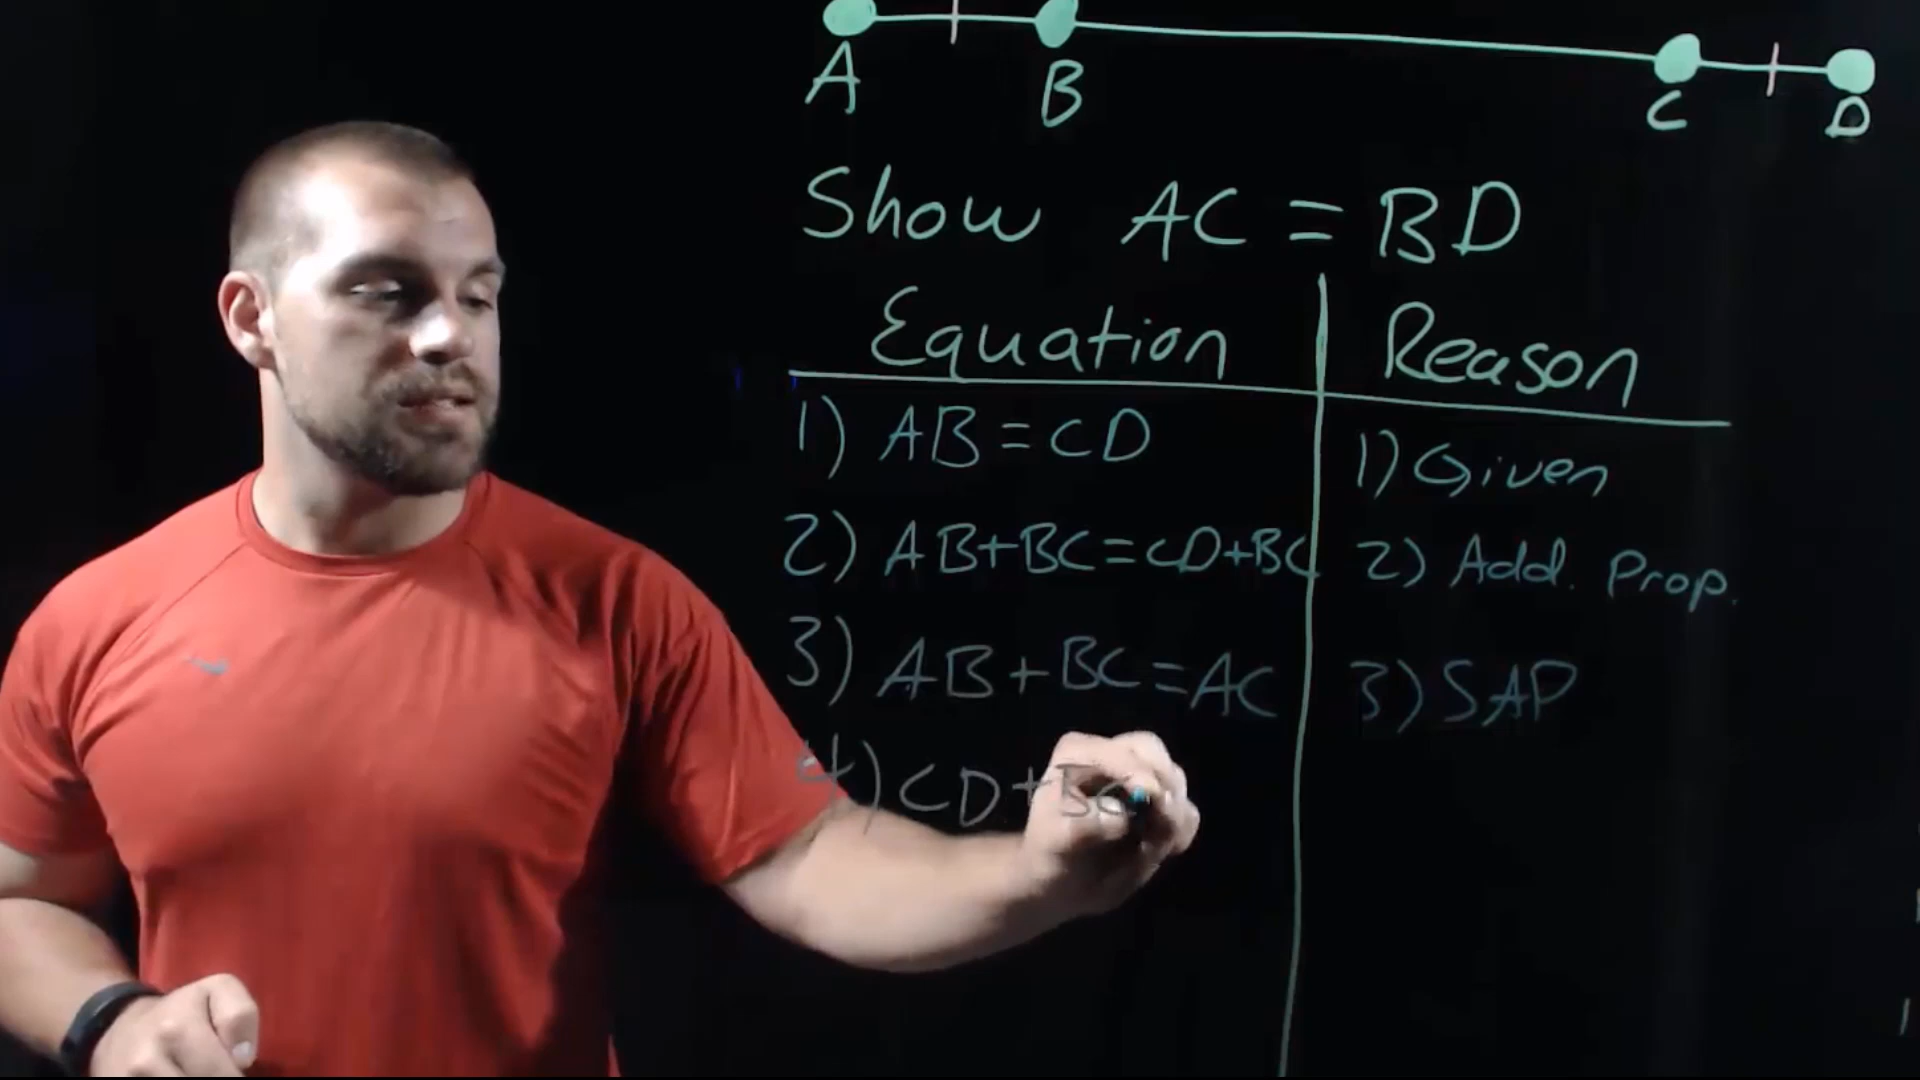 A B C D
Show AC = BD
Equation Reason
1) AB = CD 1) Given
2) AB+BC=CD+BC 2) Add. Prop.
3) AB+BC=AC 3) SAP
4) CD+BC